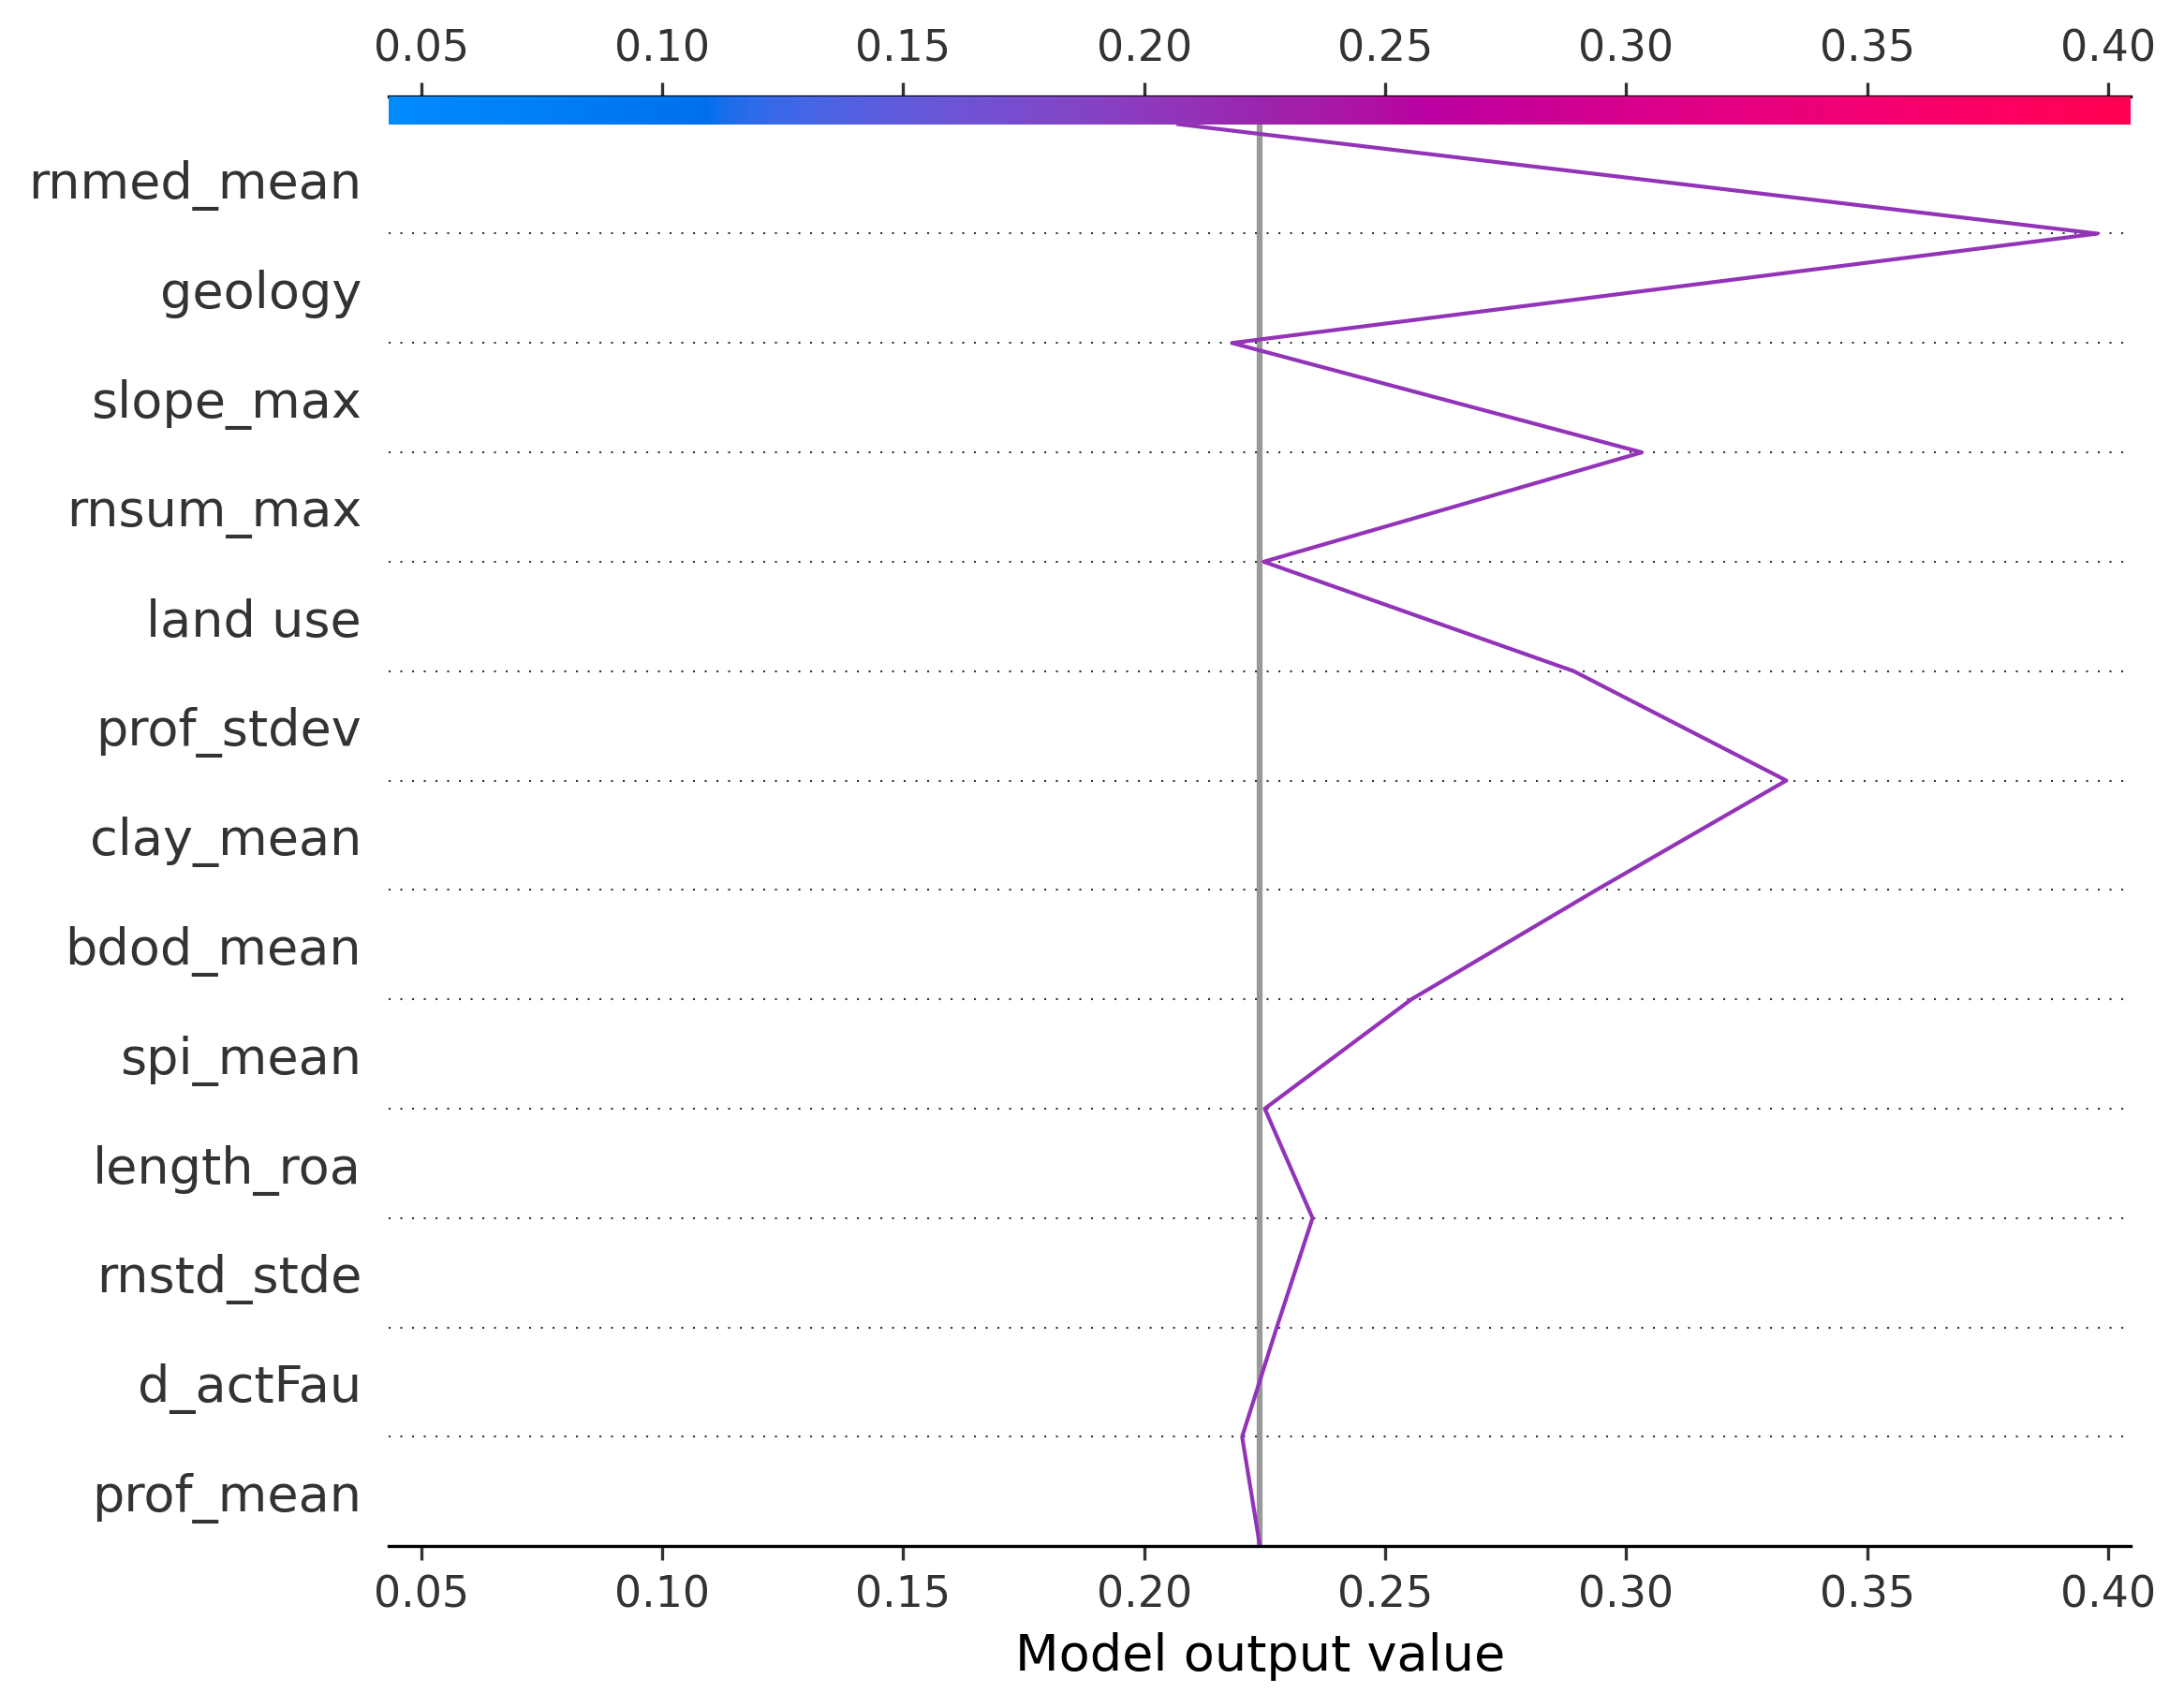 0.05 0.10 0.15 0.20 0.25 0.30 0.35 0.40
rnmed_mean
geology
slope_max
rnsum_max
land use
prof_stdev
clay_mean
bdod_mean
spi_mean
length_roa
rnstd_stde
d_actFau
prof_mean
0.05 0.10 0.15 0.20 0.25 0.30 0.35 0.40
Model output value